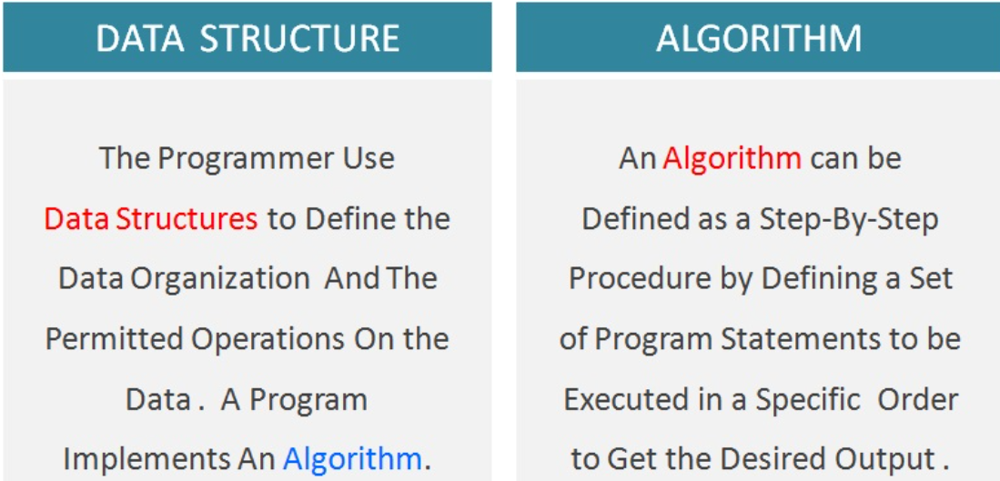 DATA STRUCTURE
The Programmer Use
Data Structures to Define the
Data Organization And The
Permitted Operations On the
Data . A Program
Implements An Algorithm.
ALGORITHM
An Algorithm can be
Defined as a Step-By-Step
Procedure by Defining a Set
of Program Statements to be
Executed in a Specific Order
to Get the Desired Output .